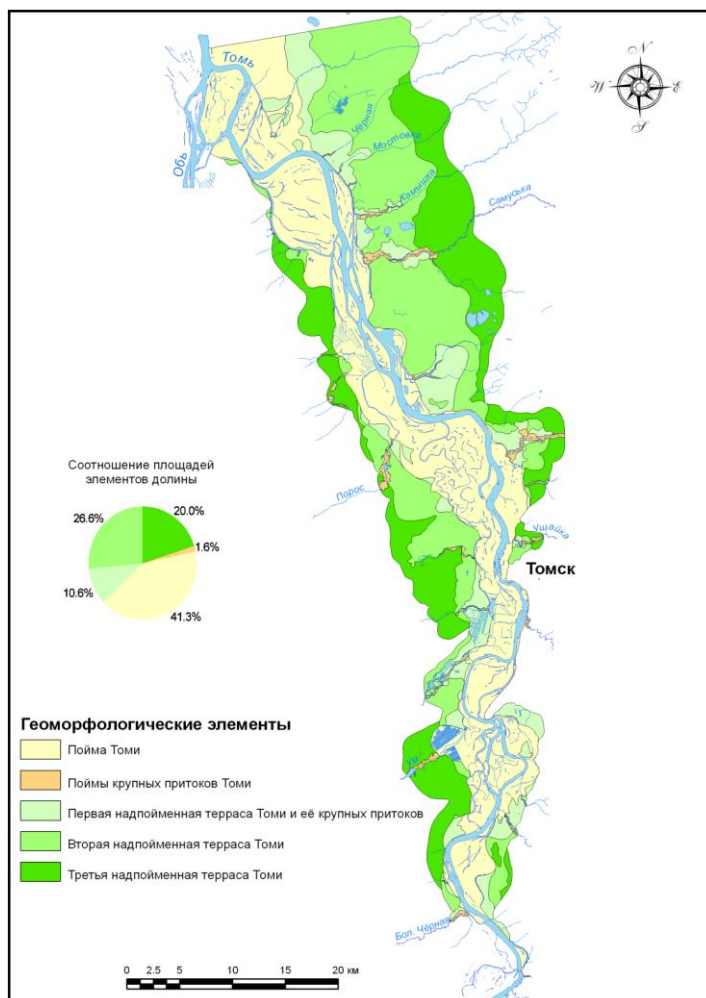 Томь
N
W
E
S
Обь
Чёрная
Мостовка
Камышка
Самуська
Порос
Ушайка
Томск
Соотношение площадей
элементов долины
26.6%
20.0%
1.6%
10.6%
41.3%
Геоморфологические элементы
Пойма Томи
Поймы крупных притоков Томи
Первая надпойменная терраса Томи и её крупных притоков
Вторая надпойменная терраса Томи
Третья надпойменная терраса Томи
Ум
Бол. Чёрная
0 2.5 5 10 15 20 км